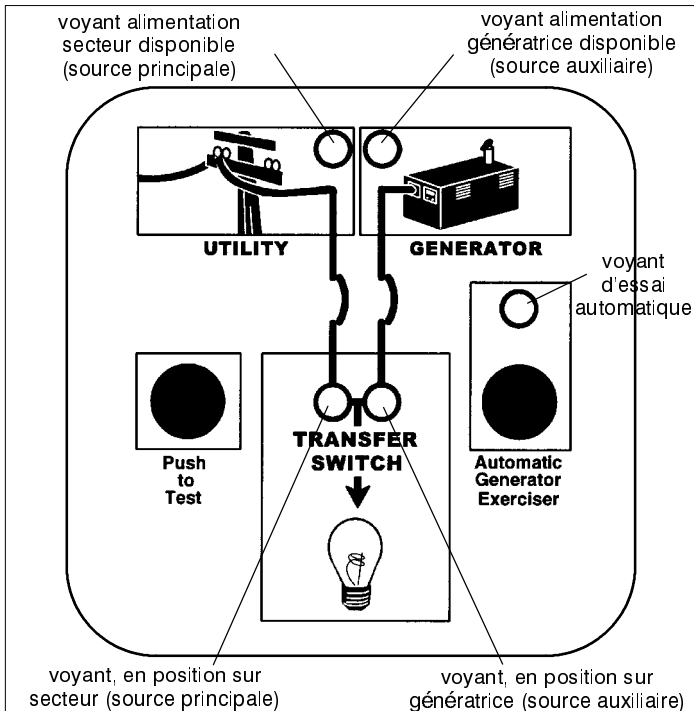 voyant alimentation
secteur disponible
(source principale)
voyant alimentation
génératrice disponible
(source auxiliaire)
UTILITY
GENERATOR
voyant
d'essai
automatique
Push
to
Test
TRANSFER
SWITCH
Automatic
Generator
Exerciser
voyant, en position sur
secteur (source principale)
voyant, en position sur
génératrice (source auxiliaire)